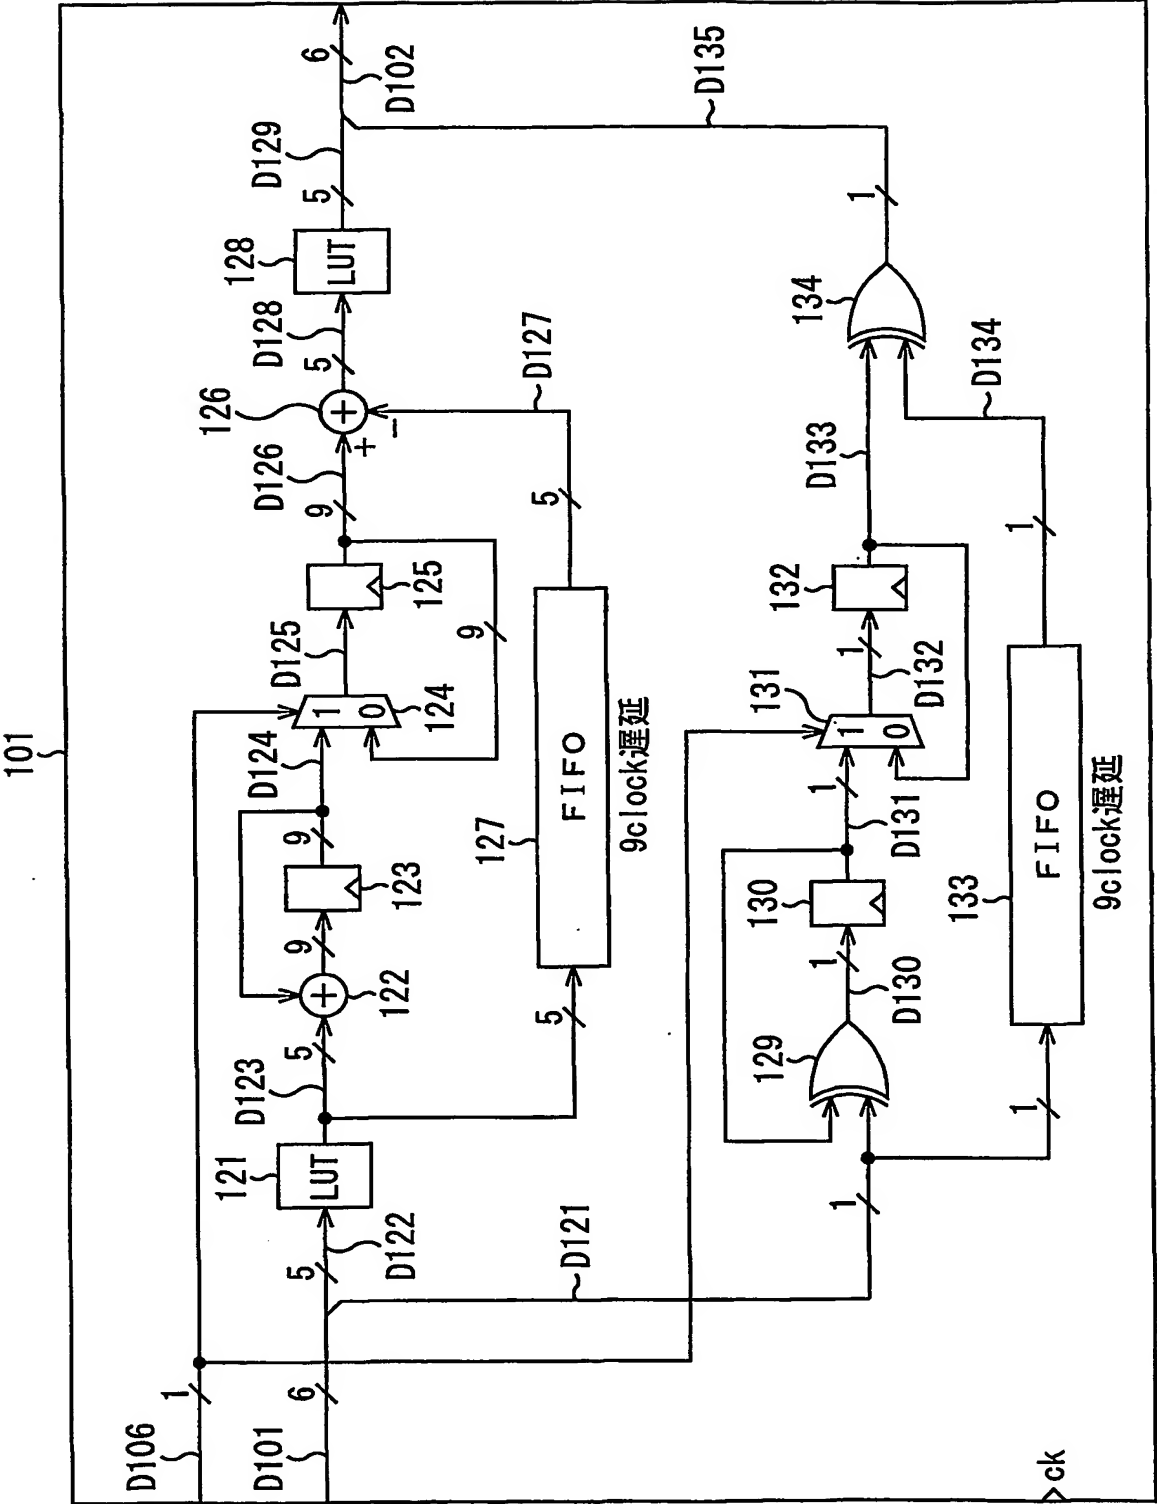 101
D106
1
D101
6
D122
5
121
LUT
D123
5
122
9
123
9
D124
124
1
0
D125
125
9
D126
9
126
+
-
D128
5
128
LUT
D129
5
D102
6
5
127
FIFO
9clock遅延
5
D127
D121
1
129
D130
1
130
D131
1
131
1
0
D132
1
132
D133
134
1
D135
1
133
FIFO
9clock遅延
1
D134
ck